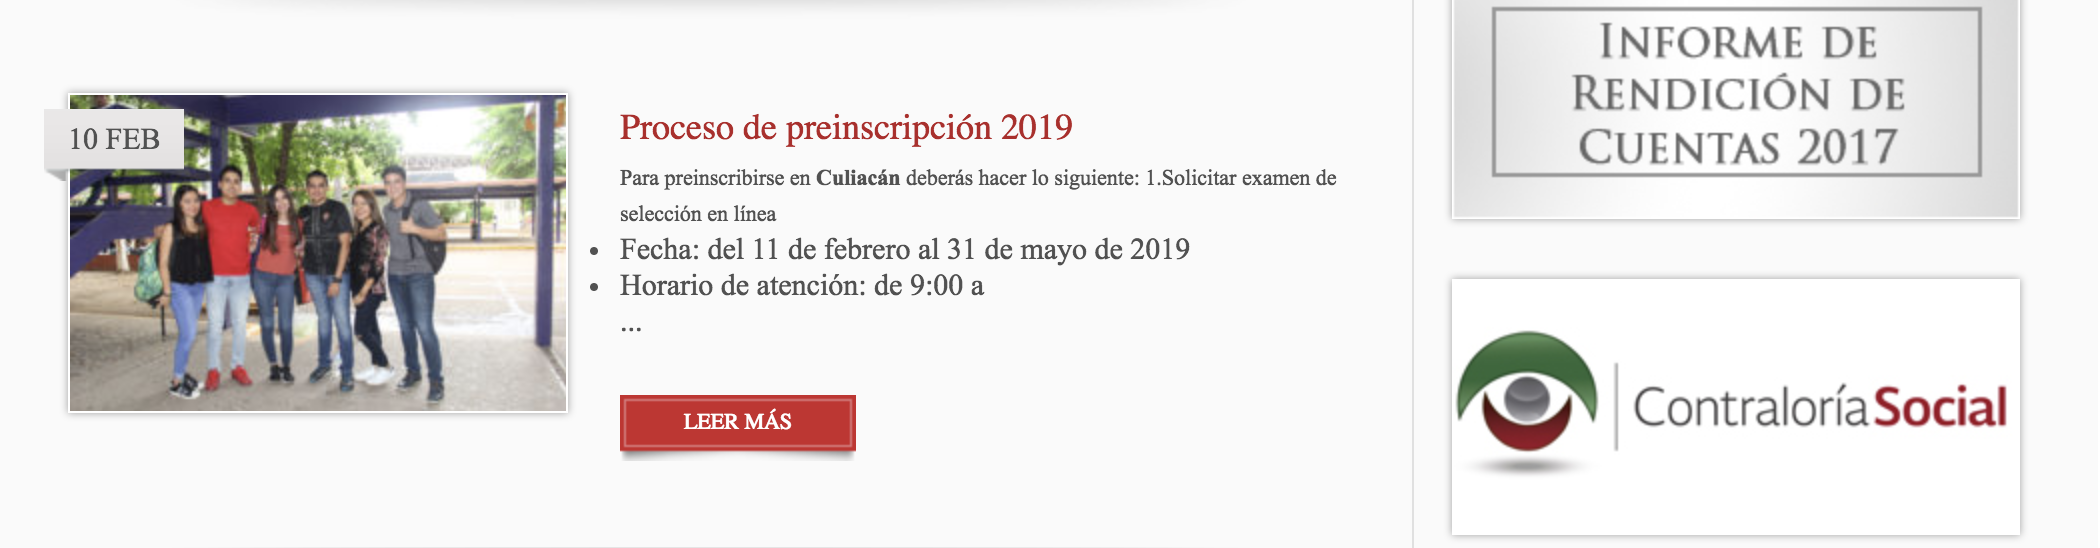 10 FEB
Proceso de preinscripción 2019
Para preinscribirse en Culiacán deberás hacer lo siguiente: 1.Solicitar examen de
selección en línea
• Fecha: del 11 de febrero al 31 de mayo de 2019
• Horario de atención: de 9:00 a
...
LEER MÁS
INFORME DE
RENDICIÓN DE
CUENTAS 2017
Contraloría Social